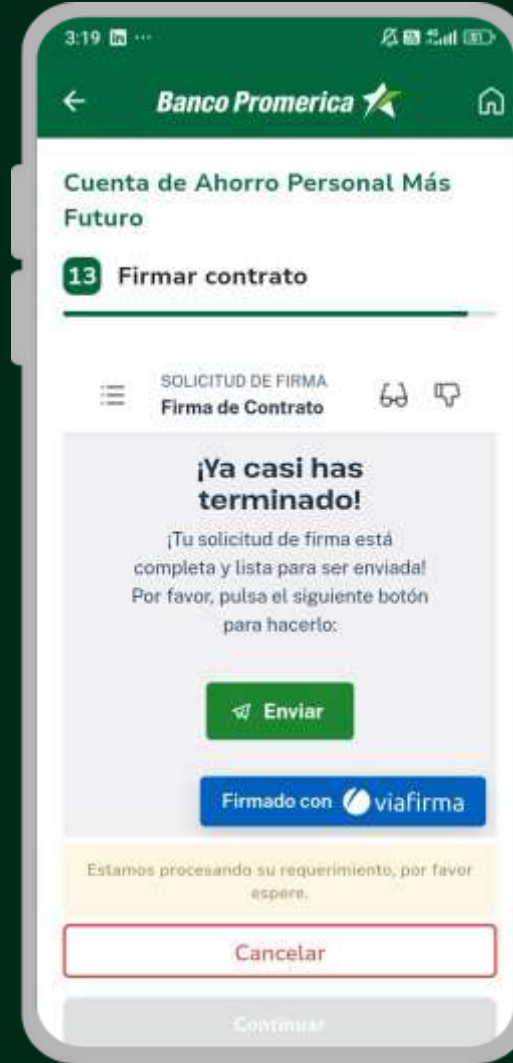 3:19
Banco Promerica
Cuenta de Ahorro Personal Más
Futuro
13 Firmar contrato
SOLICITUD DE FIRMA
Firma de Contrato
¡Ya casi has
terminado!
¡Tu solicitud de firma está
completa y lista para ser enviada!
Por favor, pulsa el siguiente botón
para hacerlo:
Enviar
Firmado con viafirma
Estamos procesando su requerimiento, por favor
espere.
Cancelar
Continuar